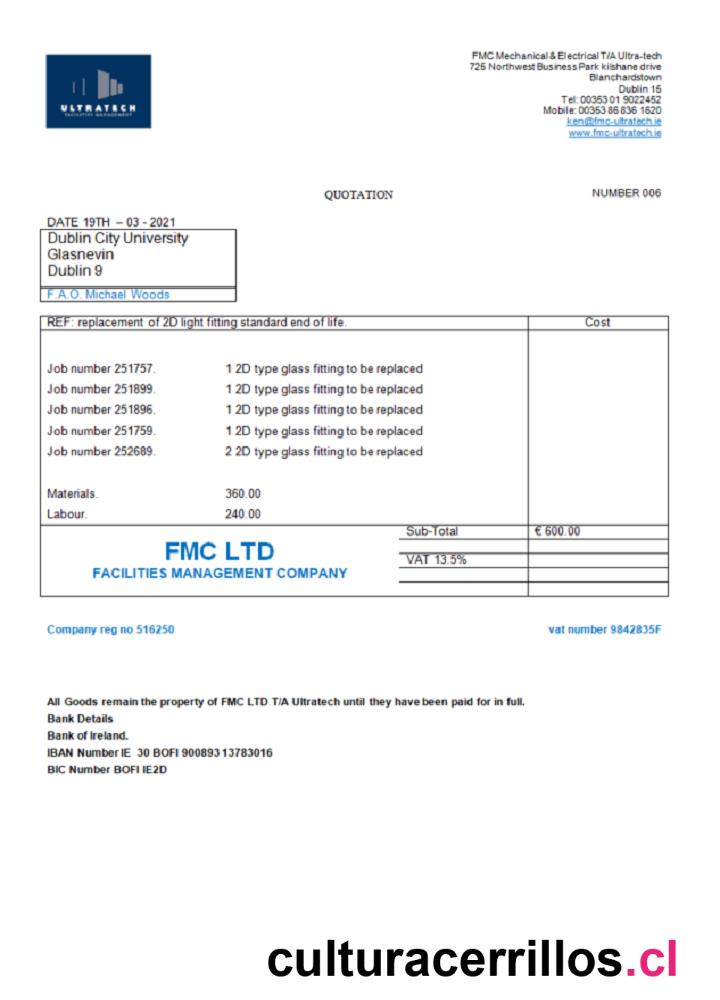 ULTRATECH
FACILITIES MANAGEMENT
FMC Mechanical & Electrical T/A Ultra-tech
725 Northwest Business Park kilshane drive
Blanchardstown
Dublin 15
Tel: 00353 01 9022452
Mobile: 00353 86 836 1620
ken@fmc-ultratech.ie
www.fmc-ultratech.ie
QUOTATION
NUMBER 006
DATE 19TH – 03 - 2021
Dublin City University
Glasnevin
Dublin 9
F.A.O. Michael Woods
REF: replacement of 2D light fitting standard end of life. Cost
Job number 251757. 1 2D type glass fitting to be replaced
Job number 251899. 1 2D type glass fitting to be replaced
Job number 251896. 1 2D type glass fitting to be replaced
Job number 251759. 1 2D type glass fitting to be replaced
Job number 252689. 2 2D type glass fitting to be replaced
Materials. 360.00
Labour. 240.00
Sub-Total € 600.00
FMC LTD
VAT 13.5%
FACILITIES MANAGEMENT COMPANY
Company reg no 516250
vat number 9842835F
All Goods remain the property of FMC LTD T/A Ultratech until they have been paid for in full.
Bank Details
Bank of Ireland.
IBAN Number IE 30 BOFI 90089313783016
BIC Number BOFI IE2D
culturacerrillos.cl